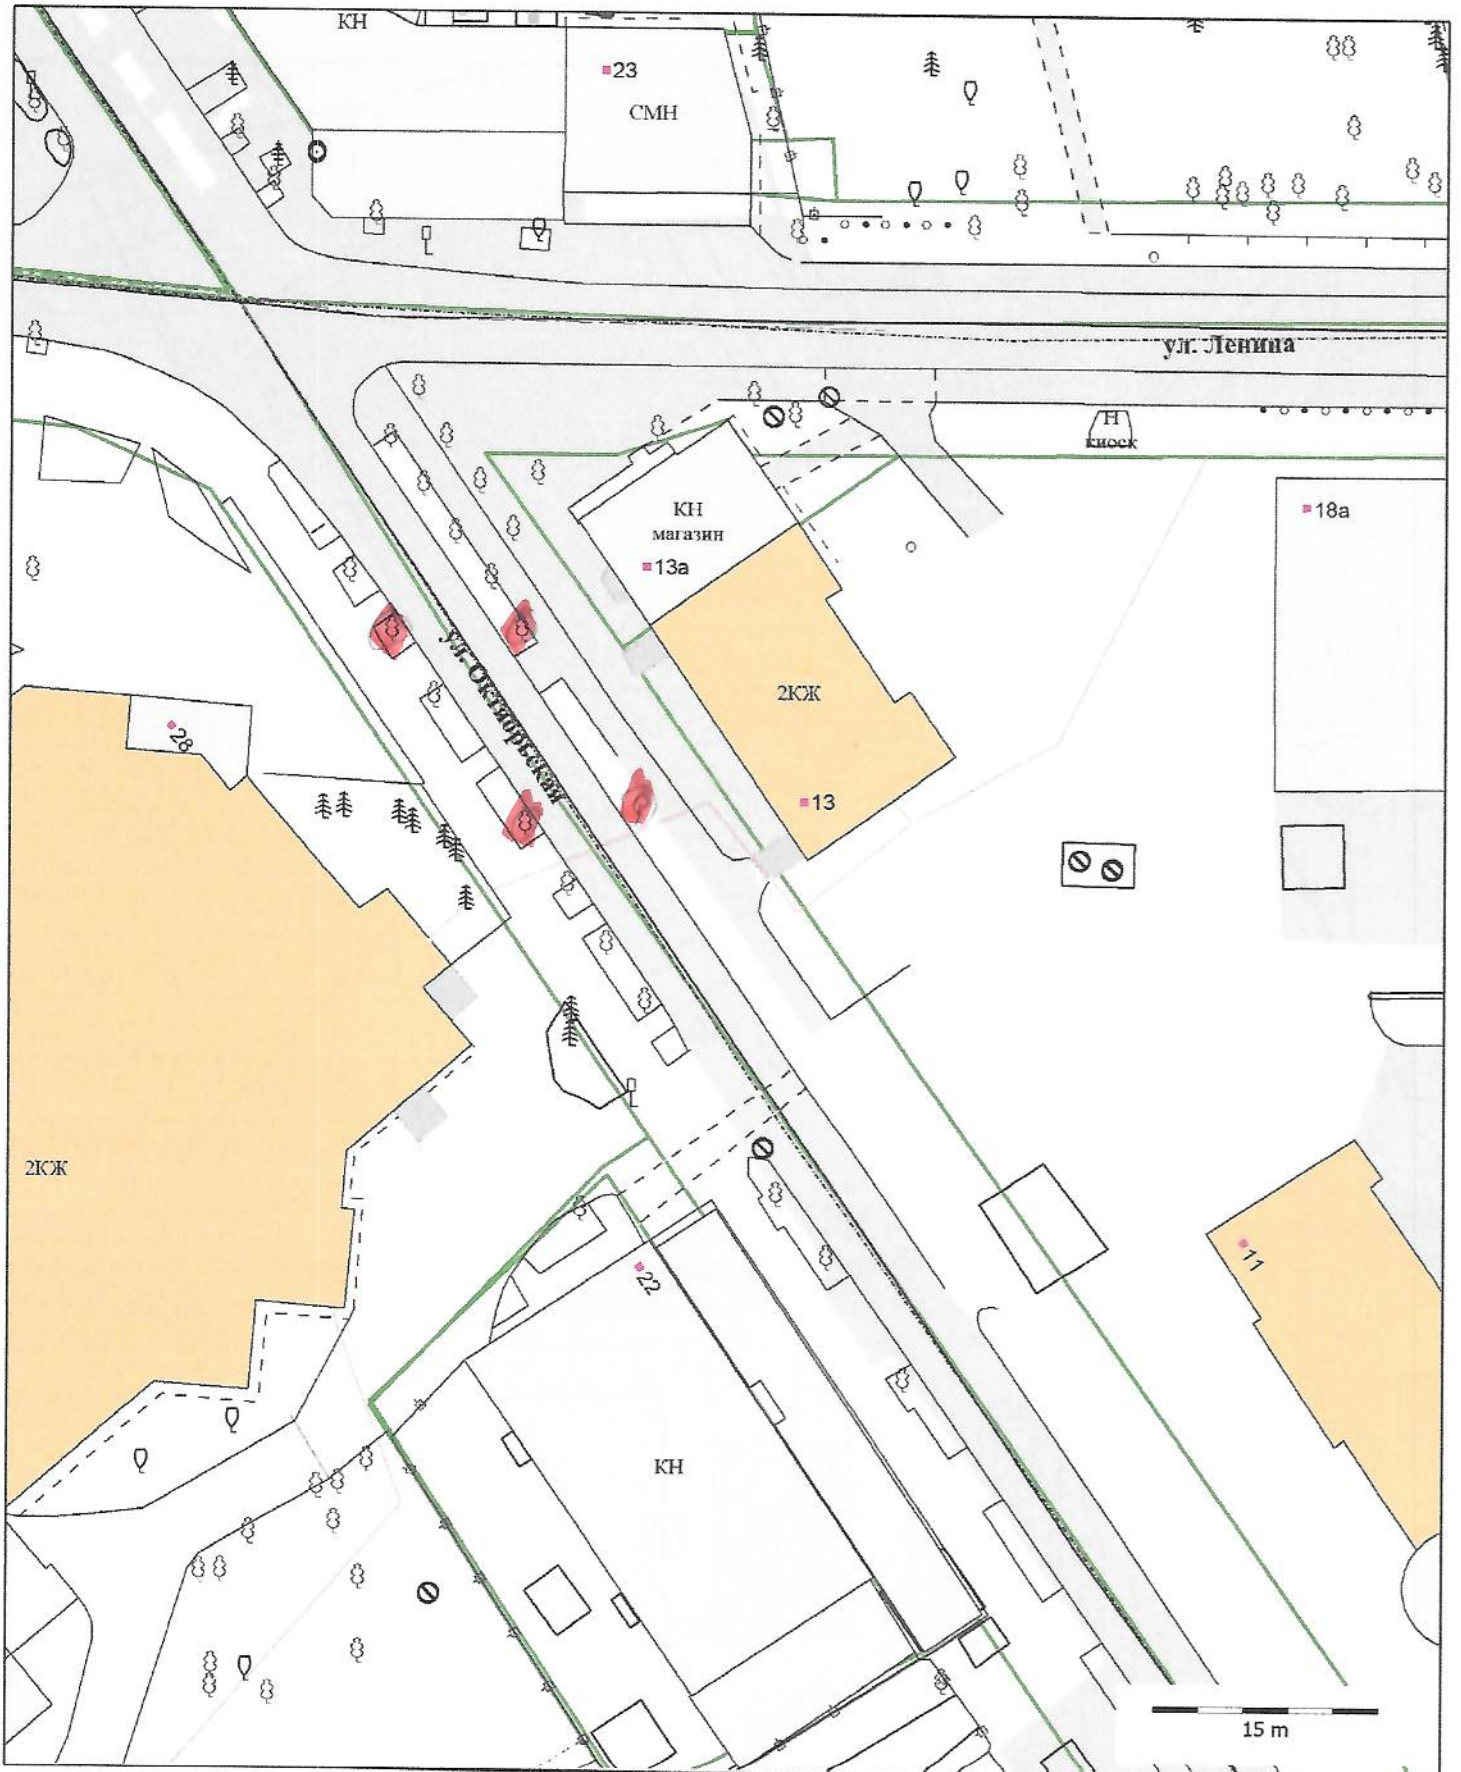 КН
23
СМН
ул. Ленина
Н
киоск
КН
магазин
18а
13а
ул. Октябрьская
2КЖ
28
13
2КЖ
11
22
КН
15 m